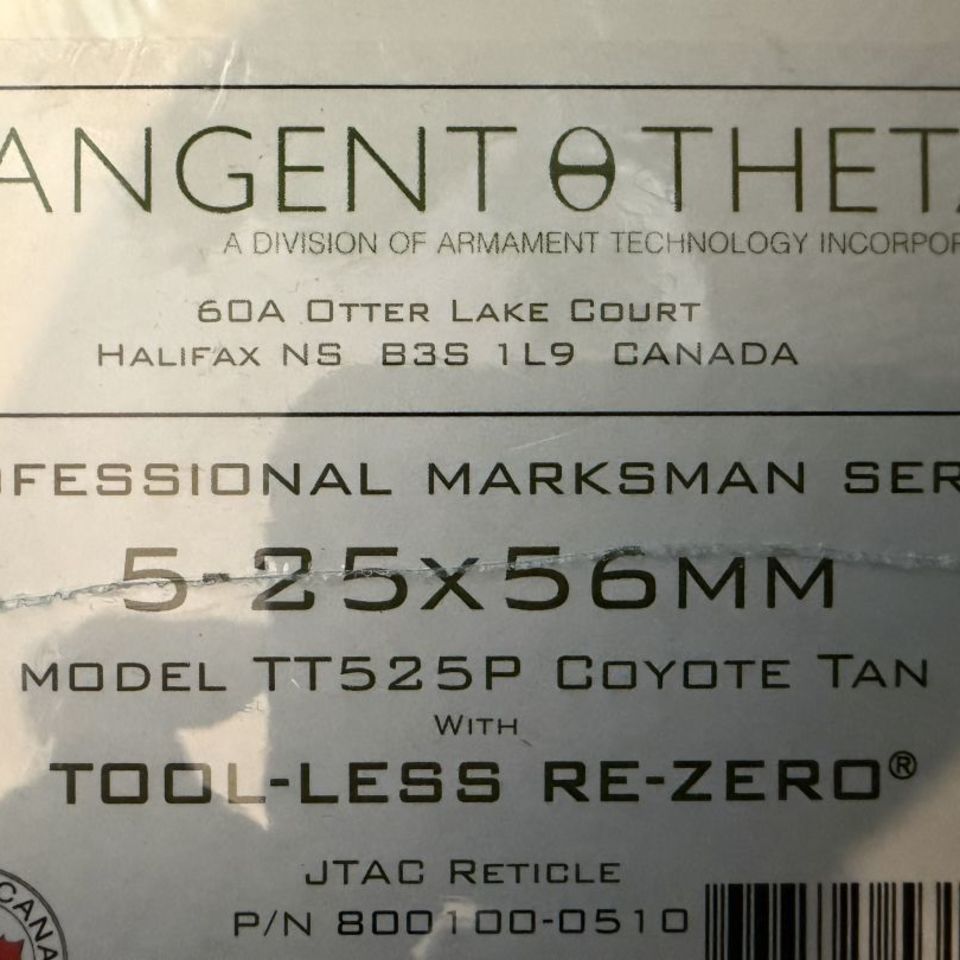 ANGENT θ THET
A DIVISION OF ARMAMENT TECHNOLOGY INCORPOR
60A OTTER LAKE COURT
HALIFAX NS B3S 1L9 CANADA
OFESSIONAL MARKSMAN SER
5-25x56MM
MODEL TT525P COYOTE TAN
WITH
TOOL-LESS RE-ZERO®
JTAC RETICLE
P/N 800100-0510
CANA